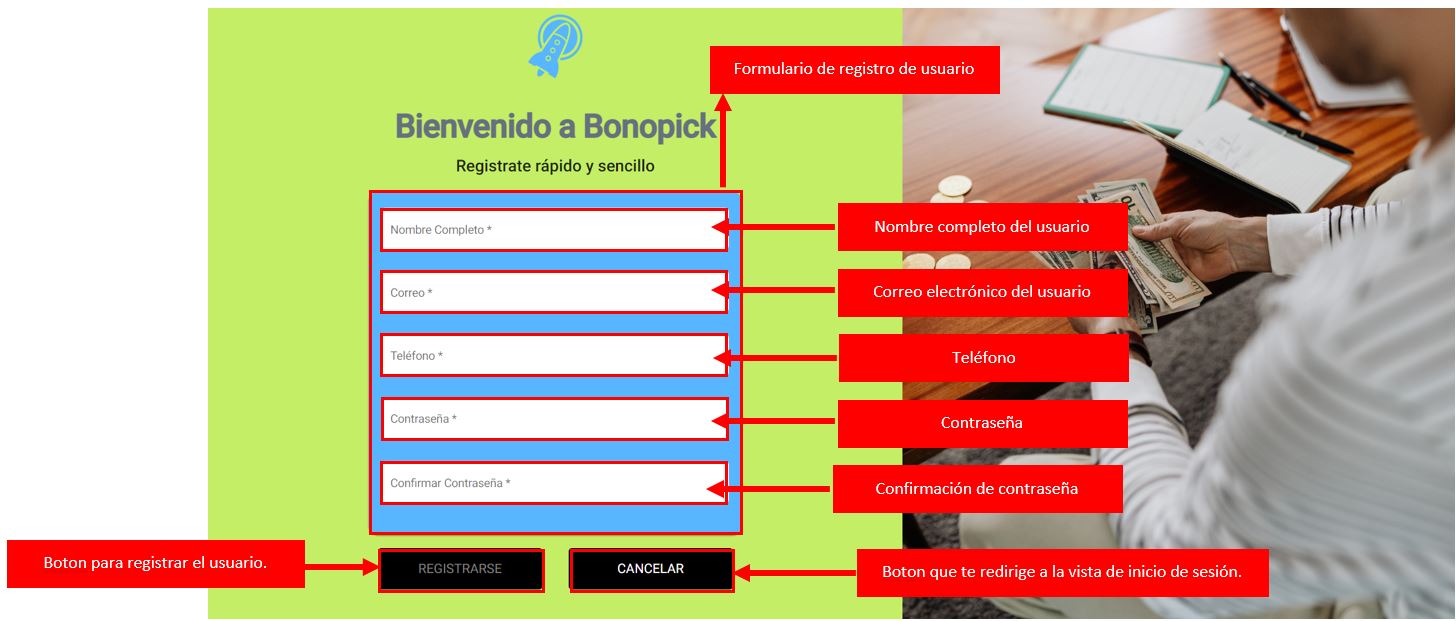 Formulario de registro de usuario
Bienvenido a Bonopick
Registrate rápido y sencillo
Nombre Completo *
Nombre completo del usuario
Correo *
Correo electrónico del usuario
Teléfono *
Teléfono
Contraseña *
Contraseña
Confirmar Contraseña *
Confirmación de contraseña
Boton para registrar el usuario.
REGISTRARSE
CANCELAR
Boton que te redirige a la vista de inicio de sesión.